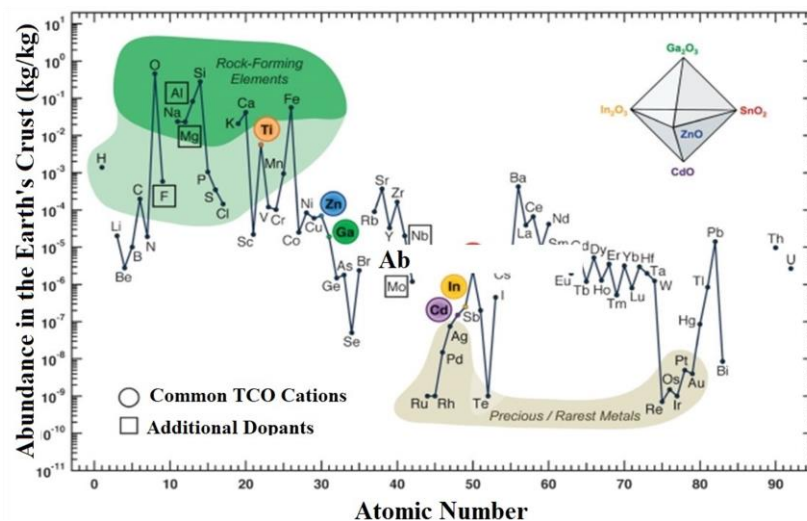 Abundance in the Earth's Crust (kg/kg)
10¹
10⁰
10⁻¹
10⁻²
10⁻³
10⁻⁴
10⁻⁵
10⁻⁶
10⁻⁷
10⁻⁸
10⁻⁹
10⁻¹⁰
10⁻¹¹
Rock-Forming
Elements
H
Li
Be
B
C
N
O
F
Na
Mg
Al
Si
P
S
Cl
K
Ca
Sc
Ti
V
Cr
Mn
Fe
Co
Ni
Cu
Zn
Ga
Ge
As
Se
Br
Rb
Sr
Y
Zr
Nb
Mo
Ab
Ru
Rh
Pd
Ag
Cd
In
Sb
Te
I
Cs
Ba
La
Ce
Nd
Sm
Eu
Gd
Tb
Dy
Ho
Er
Tm
Yb
Lu
Hf
Ta
W
Re
Os
Ir
Pt
Au
Hg
Tl
Pb
Bi
Th
U
Precious / Rarest Metals
Common TCO Cations
Additional Dopants
Ga₂O₃
In₂O₃
SnO₂
ZnO
CdO
0 10 20 30 40 50 60 70 80 90
Atomic Number